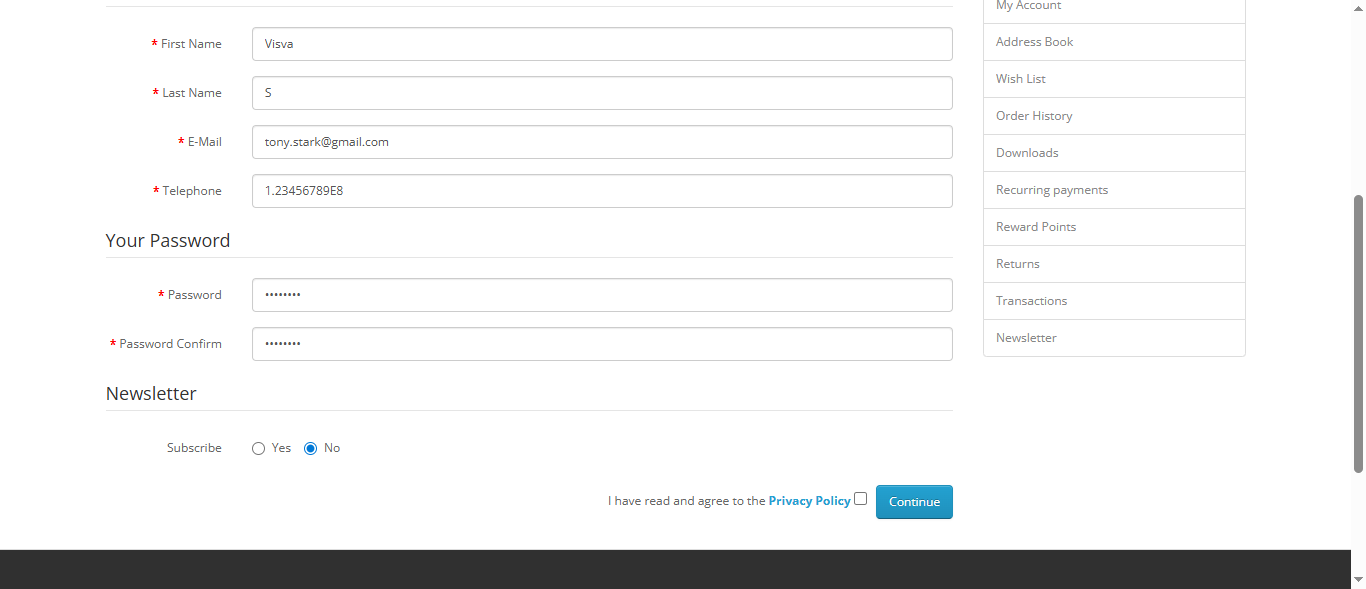 * First Name Visva
* Last Name S
* E-Mail tony.stark@gmail.com
* Telephone 1.23456789E8
Your Password
* Password ••••••••
* Password Confirm ••••••••
Newsletter
Subscribe Yes No
I have read and agree to the Privacy Policy Continue
My Account
Address Book
Wish List
Order History
Downloads
Recurring payments
Reward Points
Returns
Transactions
Newsletter